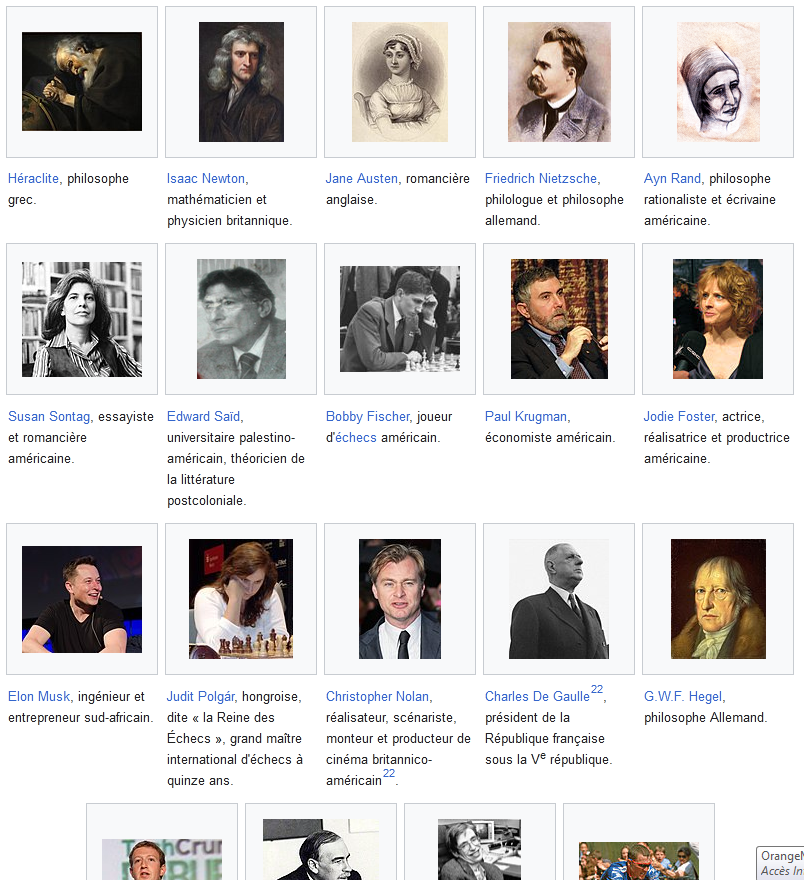 Héraclite, philosophe
grec.
Isaac Newton,
mathématicien et
physicien britannique.
Jane Austen, romancière
anglaise.
Friedrich Nietzsche,
philologue et philosophe
allemand.
Ayn Rand, philosophe
rationaliste et écrivaine
américaine.
Susan Sontag, essayiste
et romancière
américaine.
Edward Saïd,
universitaire palestino-
américain, théoricien de
la littérature
postcoloniale.
Bobby Fischer, joueur
d'échecs américain.
Paul Krugman,
économiste américain.
Jodie Foster, actrice,
réalisatrice et productrice
américaine.
Elon Musk, ingénieur et
entrepreneur sud-africain.
Judit Polgár, hongroise,
dite « la Reine des
Échecs », grand maître
international d'échecs à
quinze ans.
Christopher Nolan,
réalisateur, scénariste,
monteur et producteur de
cinéma britannico-
américain22.
Charles De Gaulle22,
président de la
République française
sous la Ve république.
G.W.F. Hegel,
philosophe Allemand.
TechCrun
Orange
Accès In